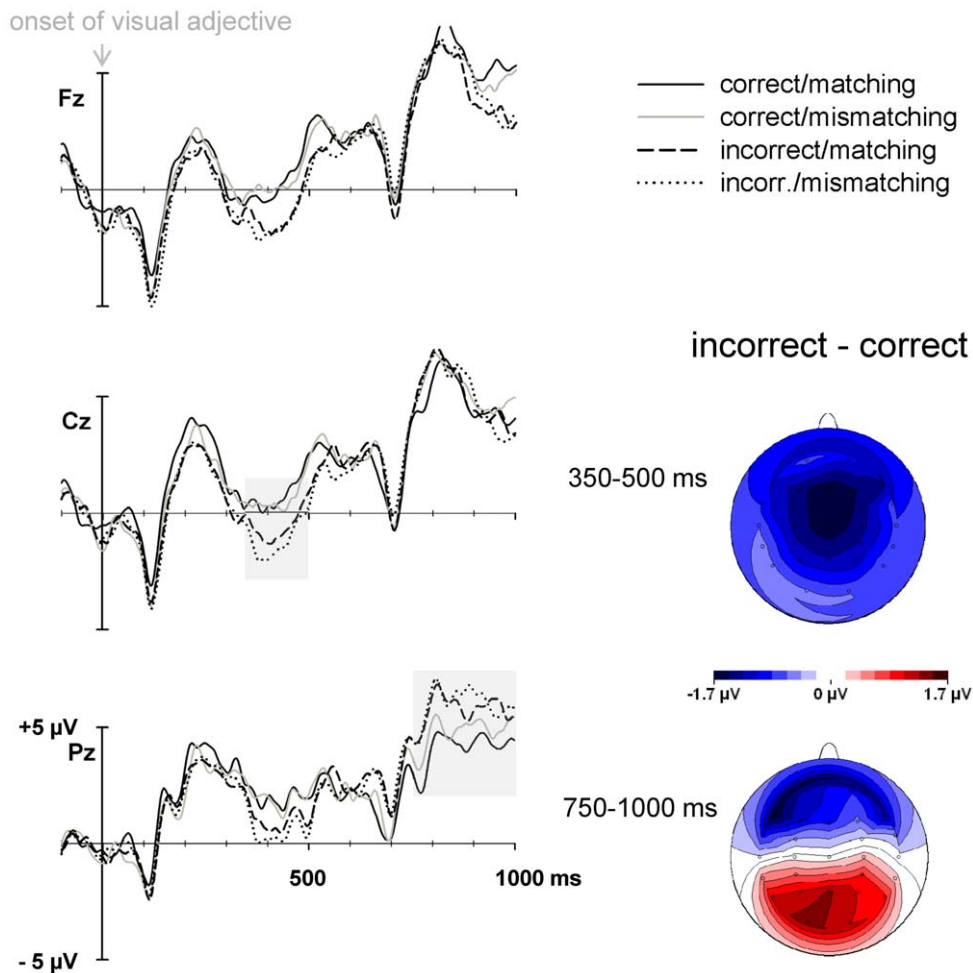 onset of visual adjective
Fz
correct/matching
correct/mismatching
incorrect/matching
incorr./mismatching
incorrect - correct
Cz
350-500 ms
-1.7 µV 0 µV 1.7 µV
+5 µV
Pz
750-1000 ms
500 1000 ms
- 5 µV